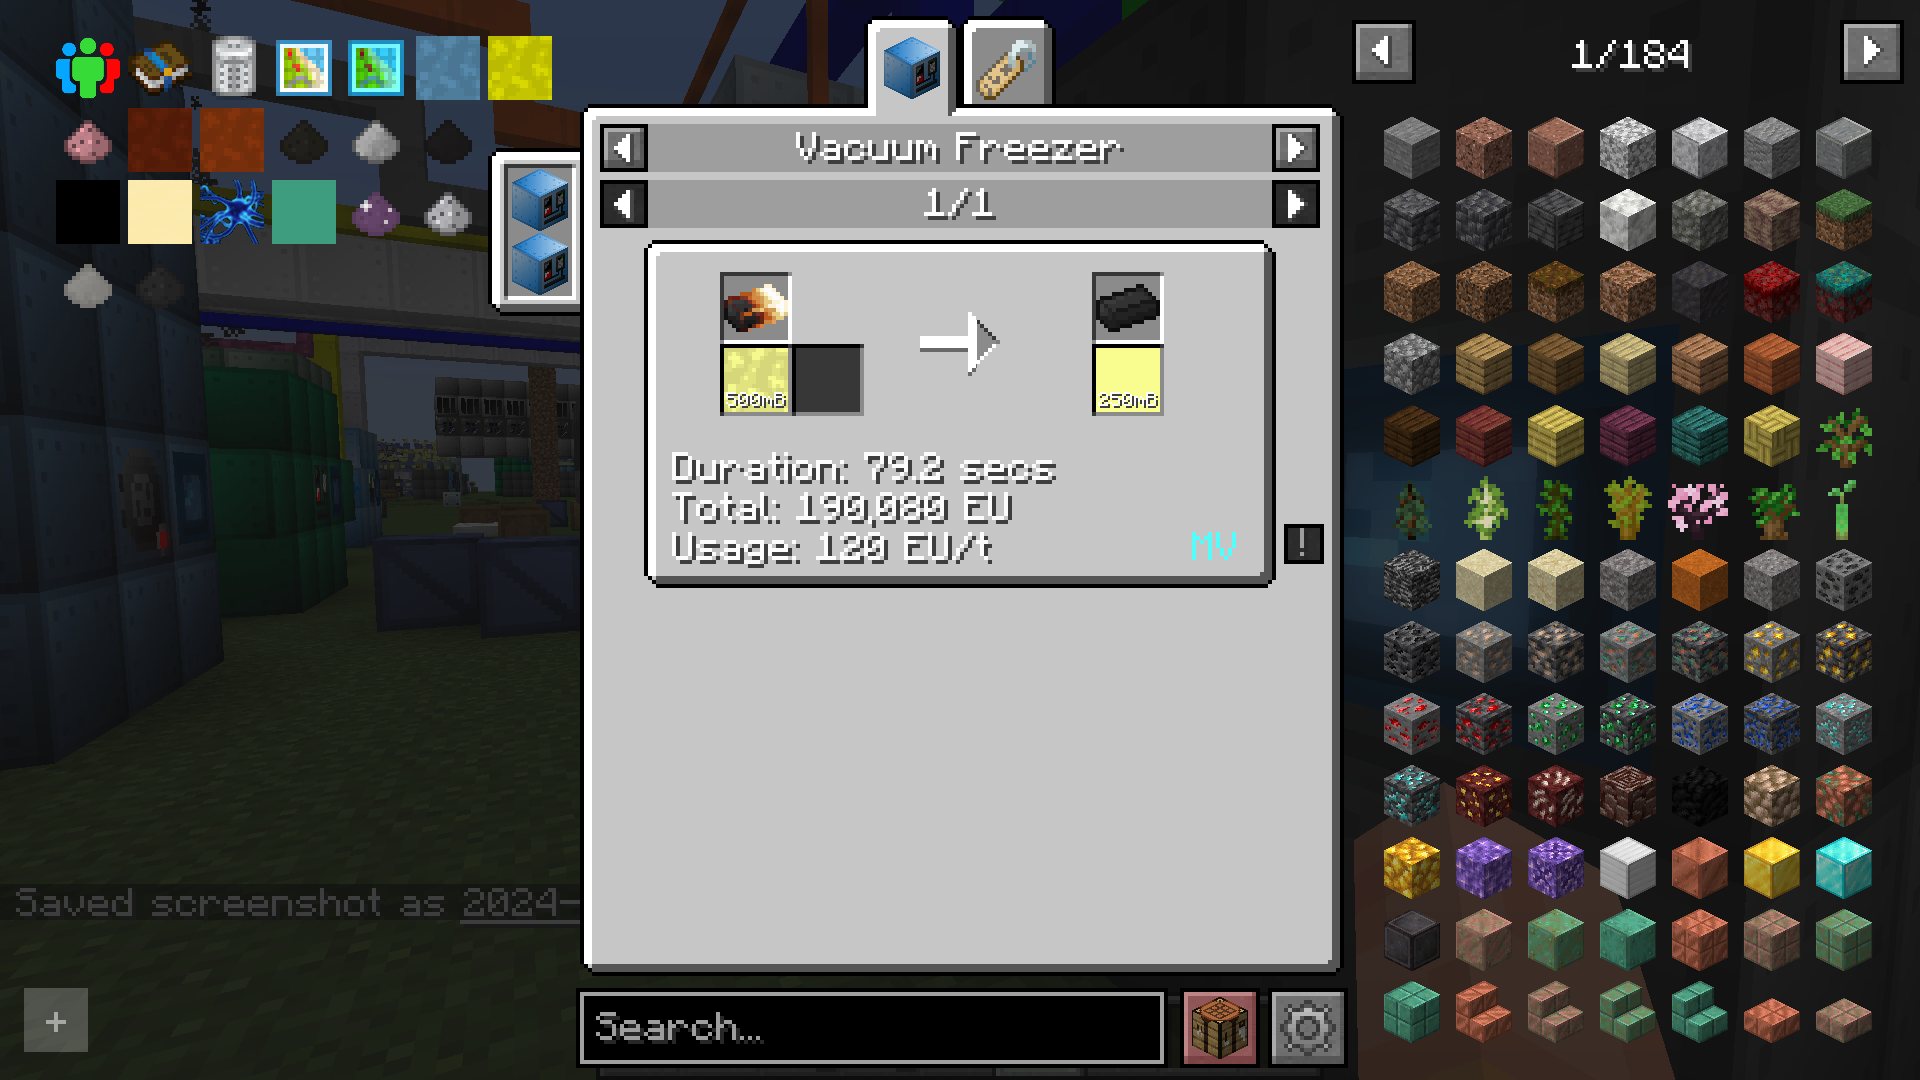 1/184
Vacuum Freezer
1/1
500mB
250mB
Duration: 79.2 secs
Total: 190,080 EU
Usage: 120 EU/t
MV
!
Saved screenshot as 2024-
+
Search...